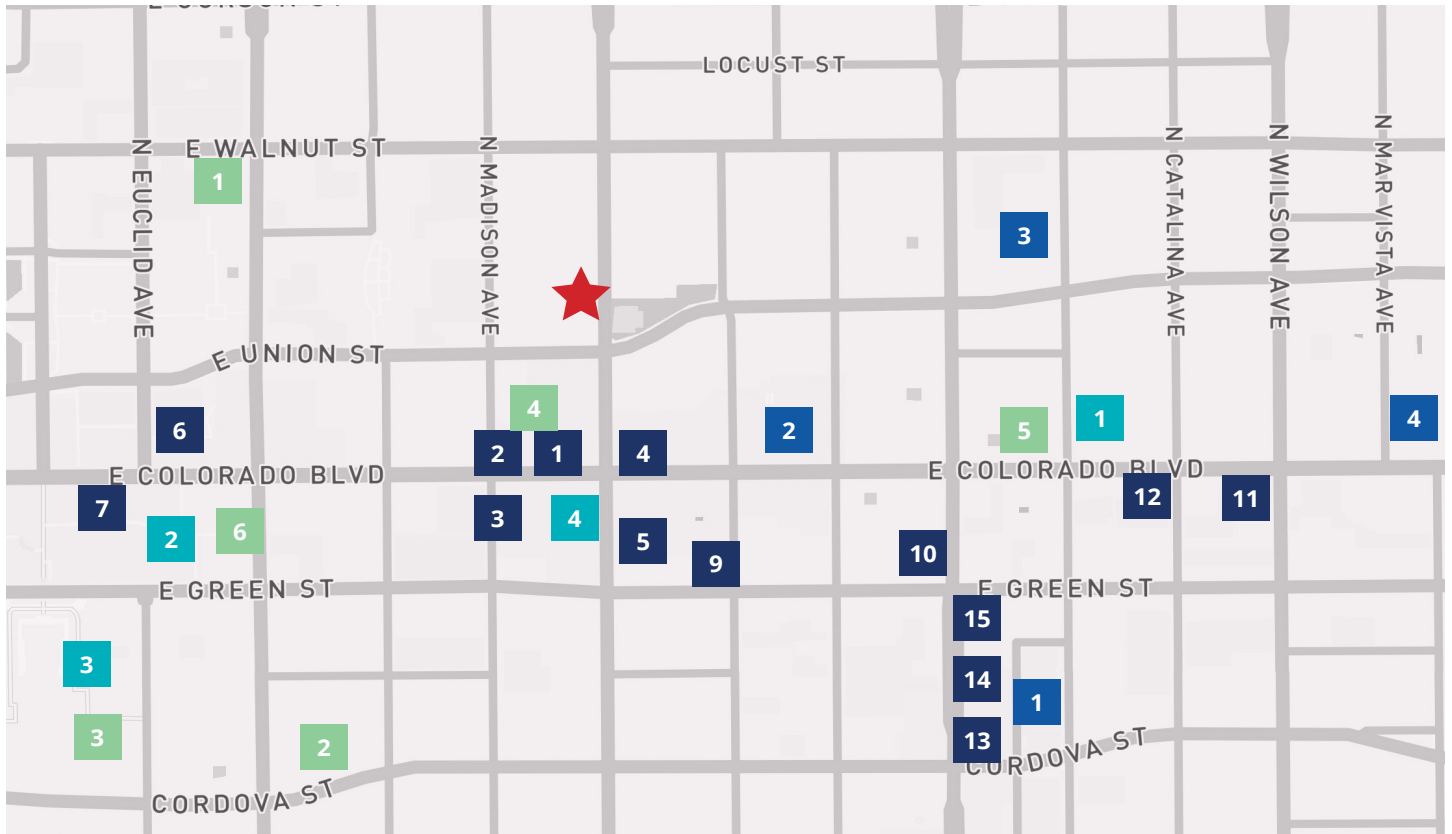 LOCUST ST
E WALNUT ST
N EUCLID AVE
N MADISON AVE
N CATALINA AVE
N WILSON AVE
N MAR VISTA AVE
1
3
E UNION ST
4
6
2
1
4
2
5
1
4
E COLORADO BLVD
E COLORADO BLVD
7
2
6
3
4
5
9
10
12
11
E GREEN ST
E GREEN ST
15
3
14
1
3
2
13
CORDOVA ST
CORDOVA ST